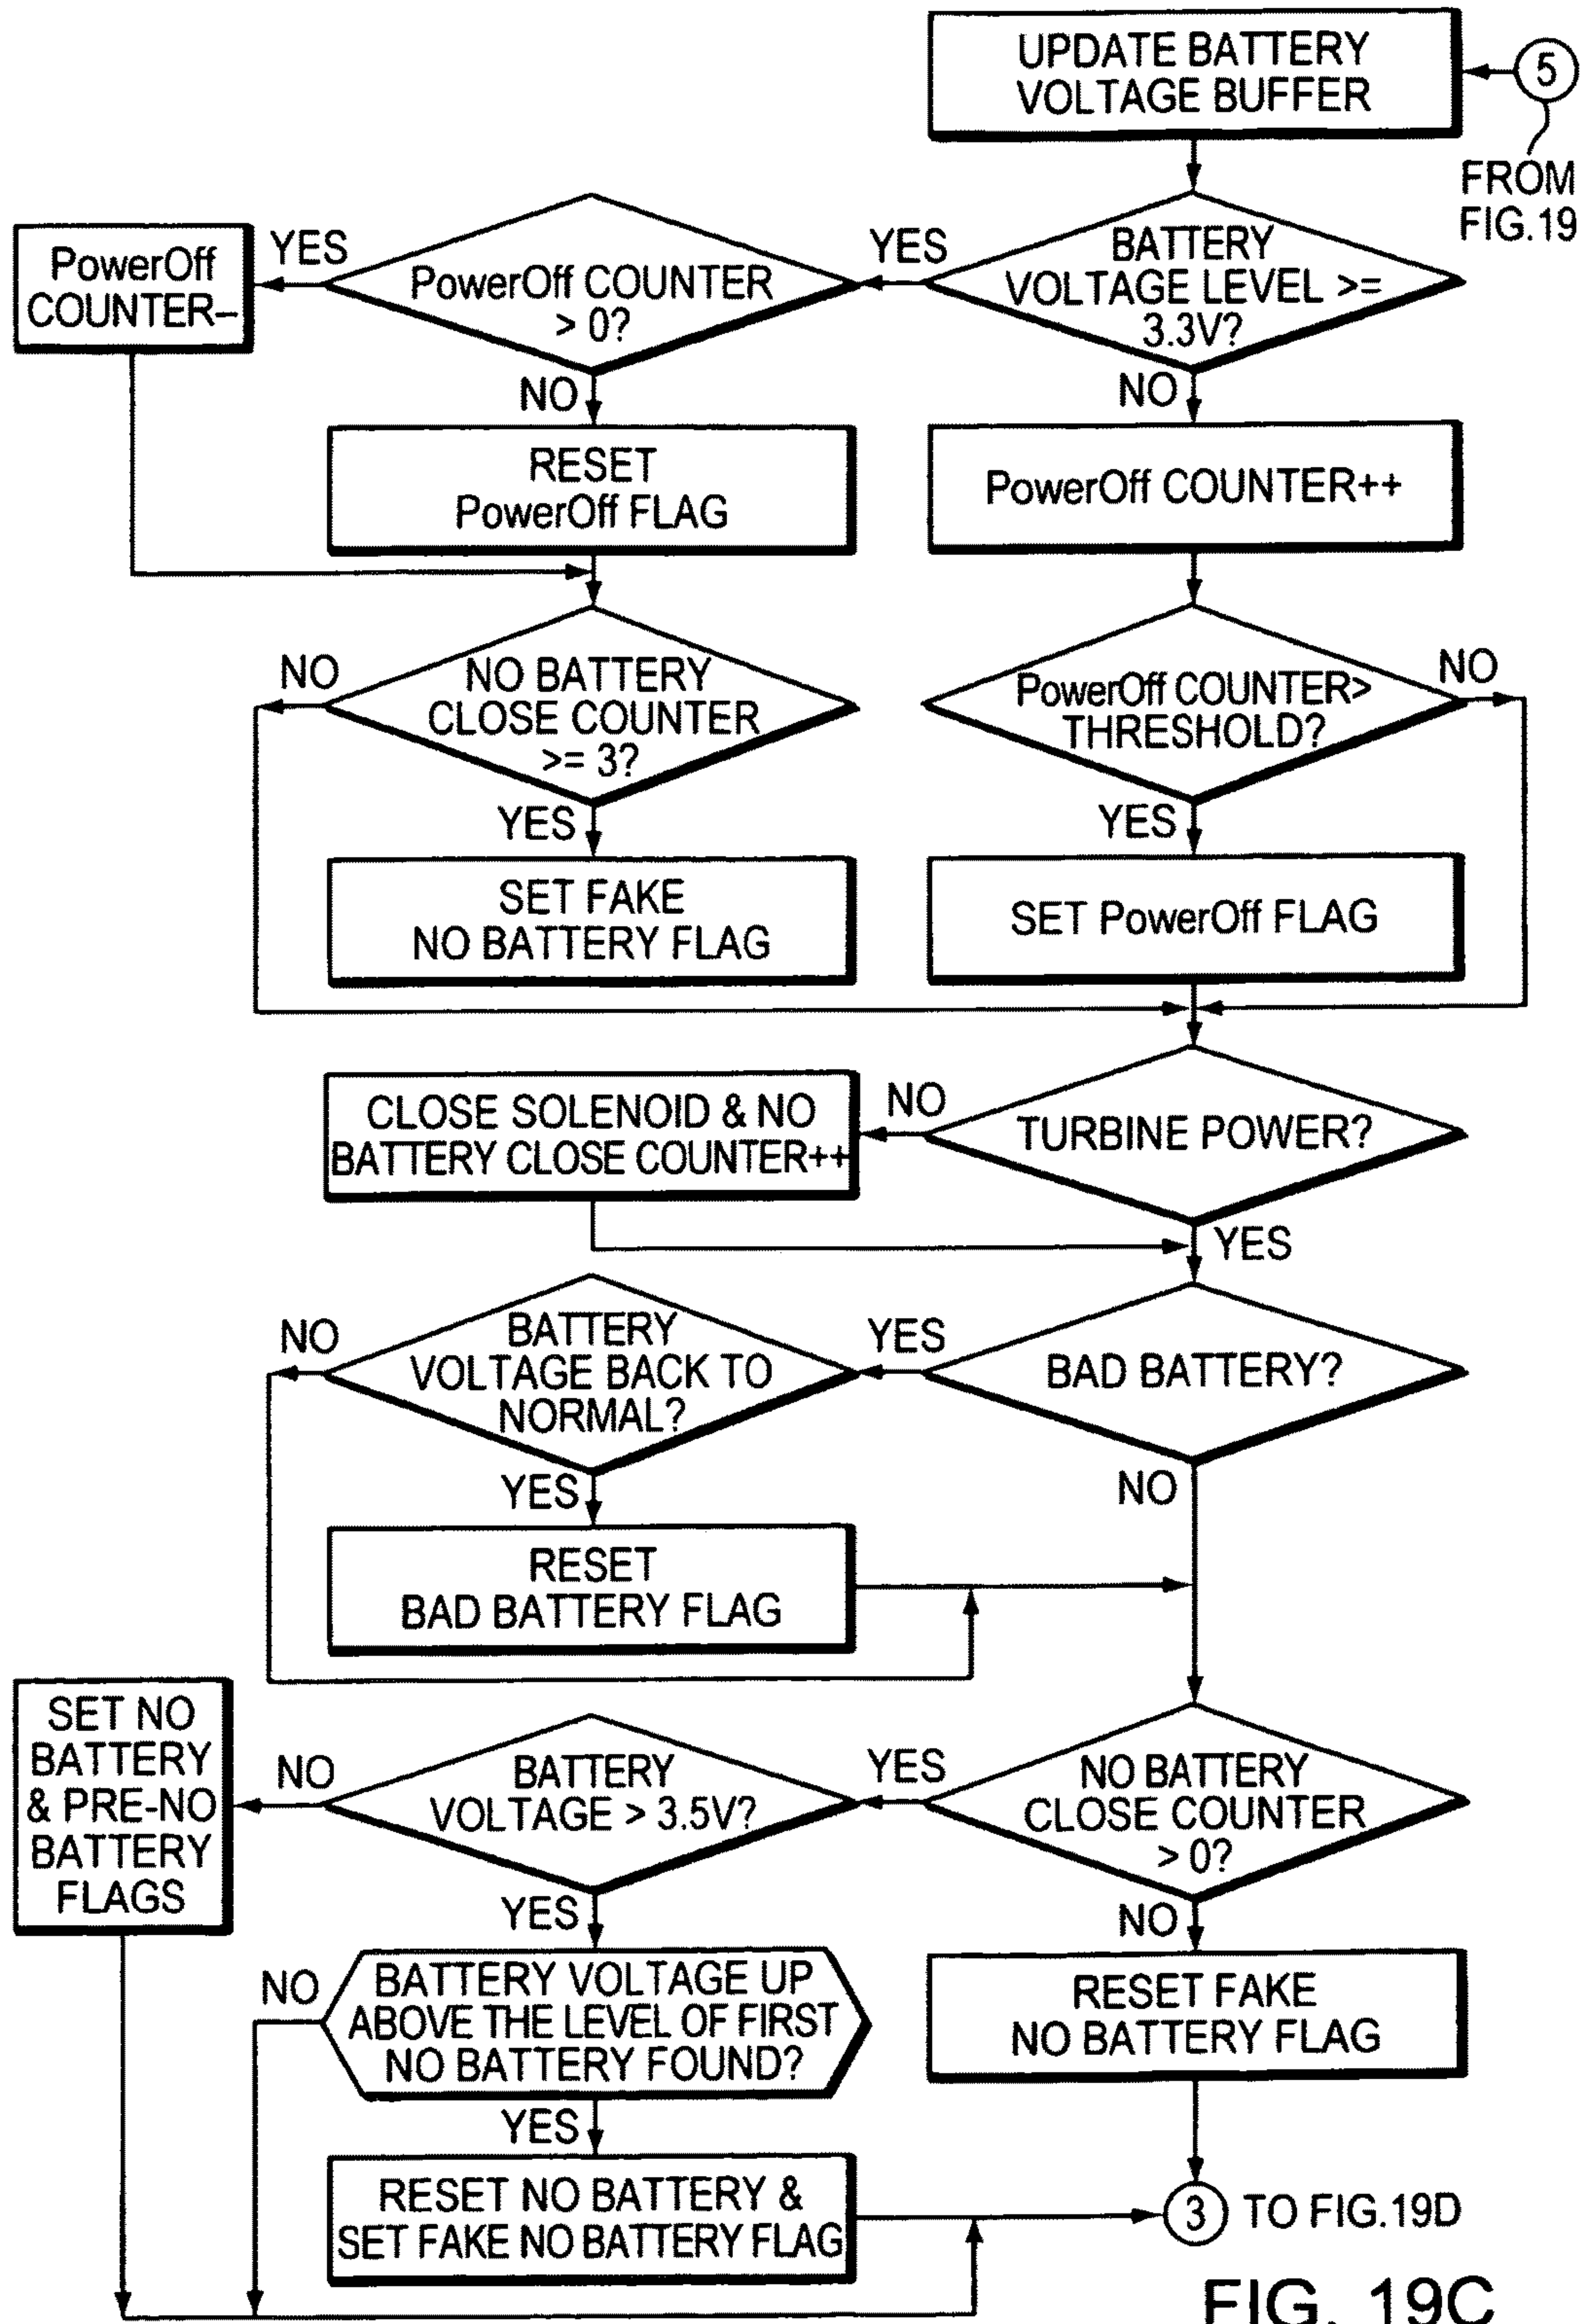 UPDATE BATTERY
VOLTAGE BUFFER
5
FROM
FIG.19
BATTERY
VOLTAGE LEVEL >=
3.3V?
YES
NO
PowerOff COUNTER
> 0?
YES
NO
PowerOff
COUNTER–
RESET
PowerOff FLAG
PowerOff COUNTER++
NO BATTERY
CLOSE COUNTER
>= 3?
NO
YES
PowerOff COUNTER>
THRESHOLD?
NO
YES
SET FAKE
NO BATTERY FLAG
SET PowerOff FLAG
TURBINE POWER?
NO
YES
CLOSE SOLENOID & NO
BATTERY CLOSE COUNTER++
BAD BATTERY?
YES
NO
BATTERY
VOLTAGE BACK TO
NORMAL?
NO
YES
RESET
BAD BATTERY FLAG
NO BATTERY
CLOSE COUNTER
> 0?
YES
NO
BATTERY
VOLTAGE > 3.5V?
NO
YES
SET NO
BATTERY
& PRE-NO
BATTERY
FLAGS
BATTERY VOLTAGE UP
ABOVE THE LEVEL OF FIRST
NO BATTERY FOUND?
NO
YES
RESET FAKE
NO BATTERY FLAG
RESET NO BATTERY &
SET FAKE NO BATTERY FLAG
3 TO FIG.19D
FIG. 19C